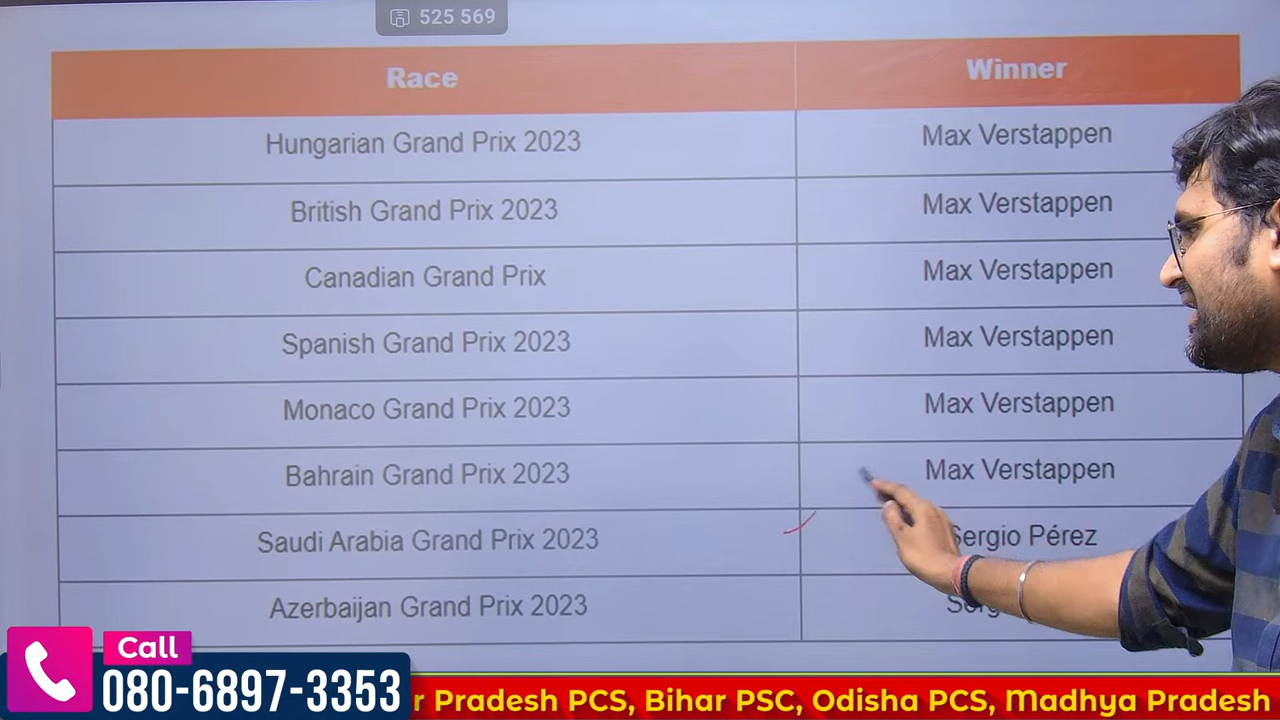 525 569
Race Winner
Hungarian Grand Prix 2023 Max Verstappen
British Grand Prix 2023 Max Verstappen
Canadian Grand Prix Max Verstappen
Spanish Grand Prix 2023 Max Verstappen
Monaco Grand Prix 2023 Max Verstappen
Bahrain Grand Prix 2023 Max Verstappen
Saudi Arabia Grand Prix 2023 Sergio Pérez
Azerbaijan Grand Prix 2023
Call
080-6897-3353
r Pradesh PCS, Bihar PSC, Odisha PCS, Madhya Pradesh